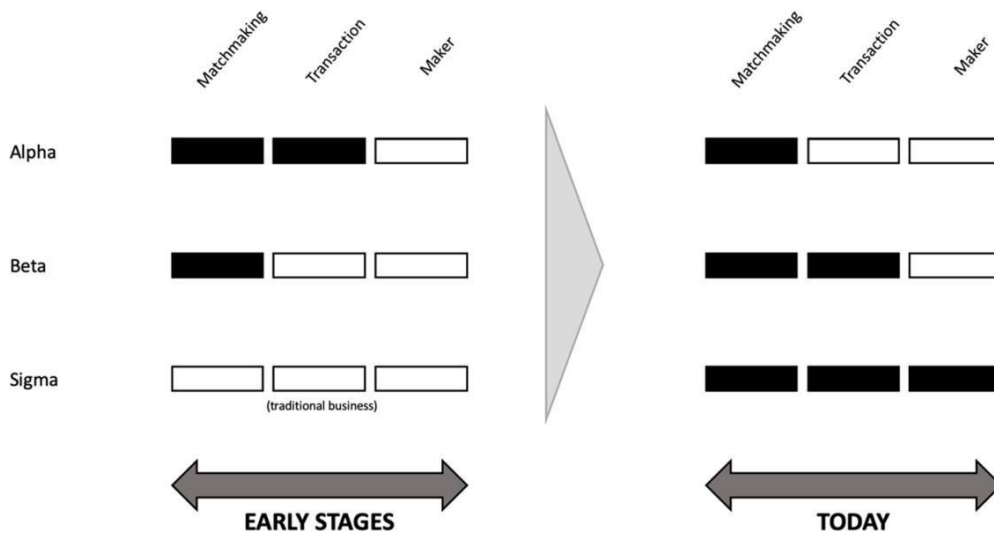 Matchmaking Transaction Maker Matchmaking Transaction Maker
Alpha
Beta
Sigma
(traditional business)
EARLY STAGES TODAY